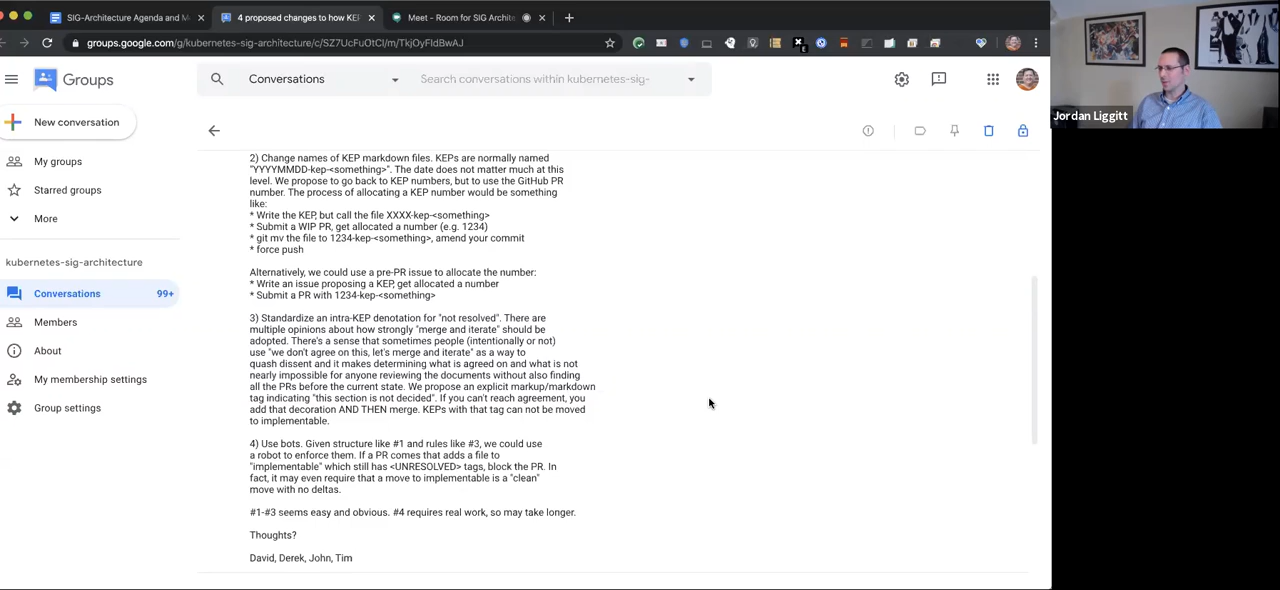 SIG-Architecture Agenda and M
4 proposed changes to how KEP
Meet - Room for SIG Archite
groups.google.com/g/kubernetes-sig-architecture/c/SZ7UcFuOtCI/m/TkjOyFIdBwAJ
Groups
Conversations
Search conversations within kubernetes-sig-
Jordan Liggitt
New conversation
My groups
Starred groups
More
kubernetes-sig-architecture
Conversations 99+
Members
About
My membership settings
Group settings
2) Change names of KEP markdown files. KEPs are normally named
"YYYYMMDD-kep-<something>". The date does not matter much at this
level. We propose to go back to KEP numbers, but to use the GitHub PR
number. The process of allocating a KEP number would be something
like:
* Write the KEP, but call the file XXXX-kep-<something>
* Submit a WIP PR, get allocated a number (e.g. 1234)
* git mv the file to 1234-kep-<something>, amend your commit
* force push
Alternatively, we could use a pre-PR issue to allocate the number:
* Write an issue proposing a KEP, get allocated a number
* Submit a PR with 1234-kep-<something>
3) Standardize an intra-KEP denotation for "not resolved". There are
multiple opinions about how strongly "merge and iterate" should be
adopted. There's a sense that sometimes people (intentionally or not)
use "we don't agree on this, let's merge and iterate" as a way to
quash dissent and it makes determining what is agreed on and what is not
nearly impossible for anyone reviewing the documents without also finding
all the PRs before the current state. We propose an explicit markup/markdown
tag indicating "this section is not decided". If you can't reach agreement, you
add that decoration AND THEN merge. KEPs with that tag can not be moved
to implementable.
4) Use bots. Given structure like #1 and rules like #3, we could use
a robot to enforce them. If a PR comes that adds a file to
"implementable" which still has <UNRESOLVED> tags, block the PR. In
fact, it may even require that a move to implementable is a "clean"
move with no deltas.
#1-#3 seems easy and obvious. #4 requires real work, so may take longer.
Thoughts?
David, Derek, John, Tim